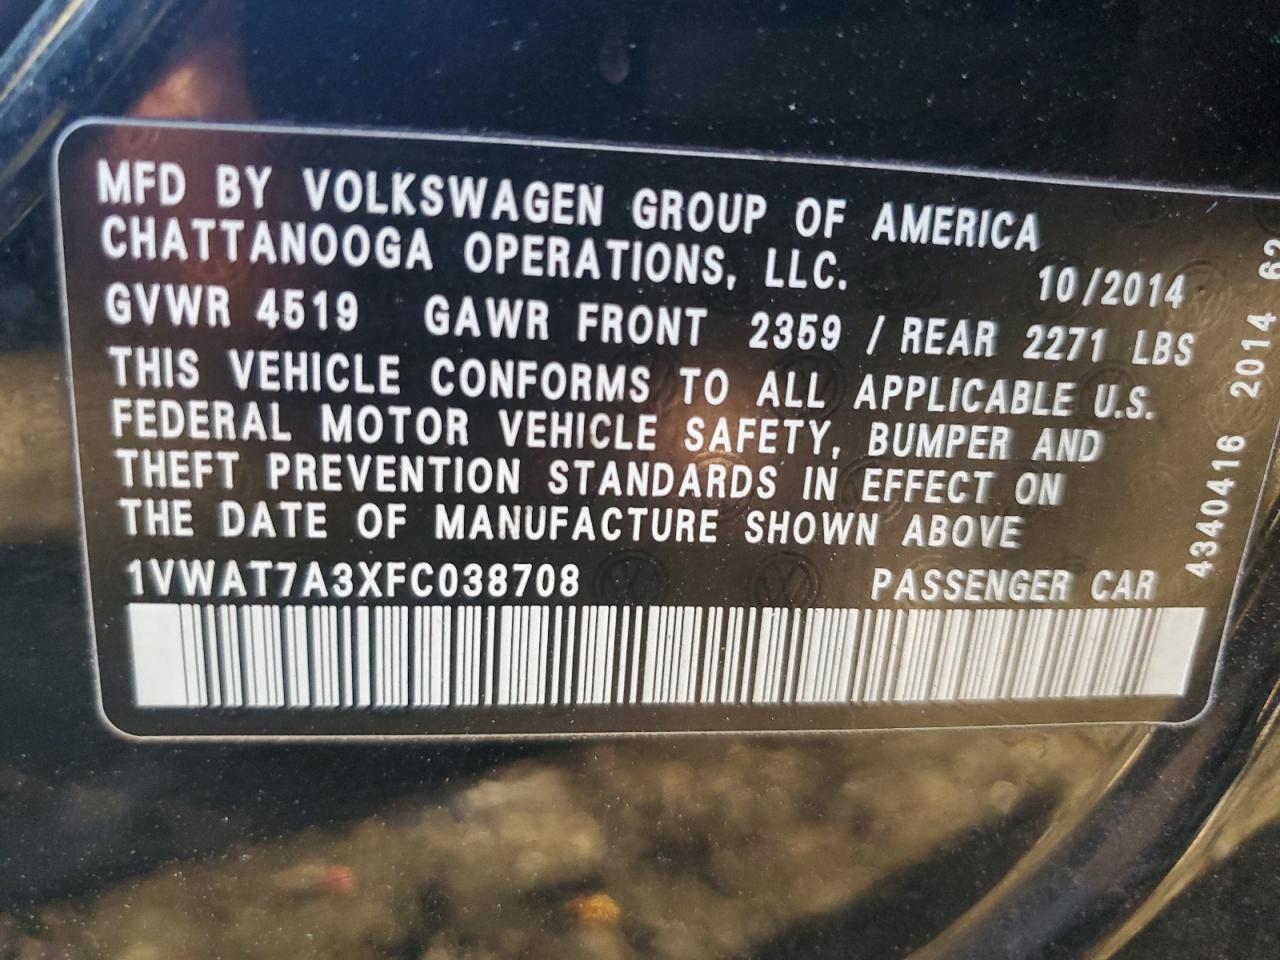 MFD BY VOLKSWAGEN GROUP OF AMERICA
CHATTANOOGA OPERATIONS, LLC.
10/2014
GVWR 4519 GAWR FRONT 2359 / REAR 2271 LBS
THIS VEHICLE CONFORMS TO ALL APPLICABLE U.S.
FEDERAL MOTOR VEHICLE SAFETY, BUMPER AND
THEFT PREVENTION STANDARDS IN EFFECT ON
THE DATE OF MANUFACTURE SHOWN ABOVE
1VWAT7A3XFC038708 PASSENGER CAR
4340416 2014 62